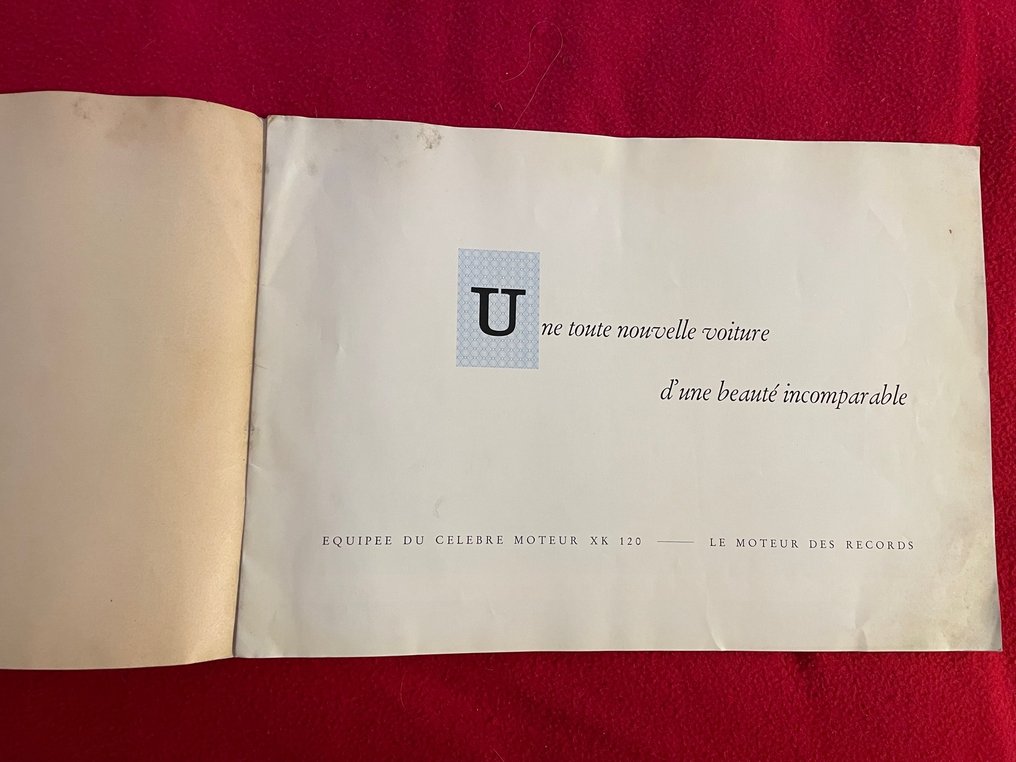 Une toute nouvelle voiture
d'une beauté incomparable
EQUIPEE DU CELEBRE MOTEUR XK 120 —— LE MOTEUR DES RECORDS